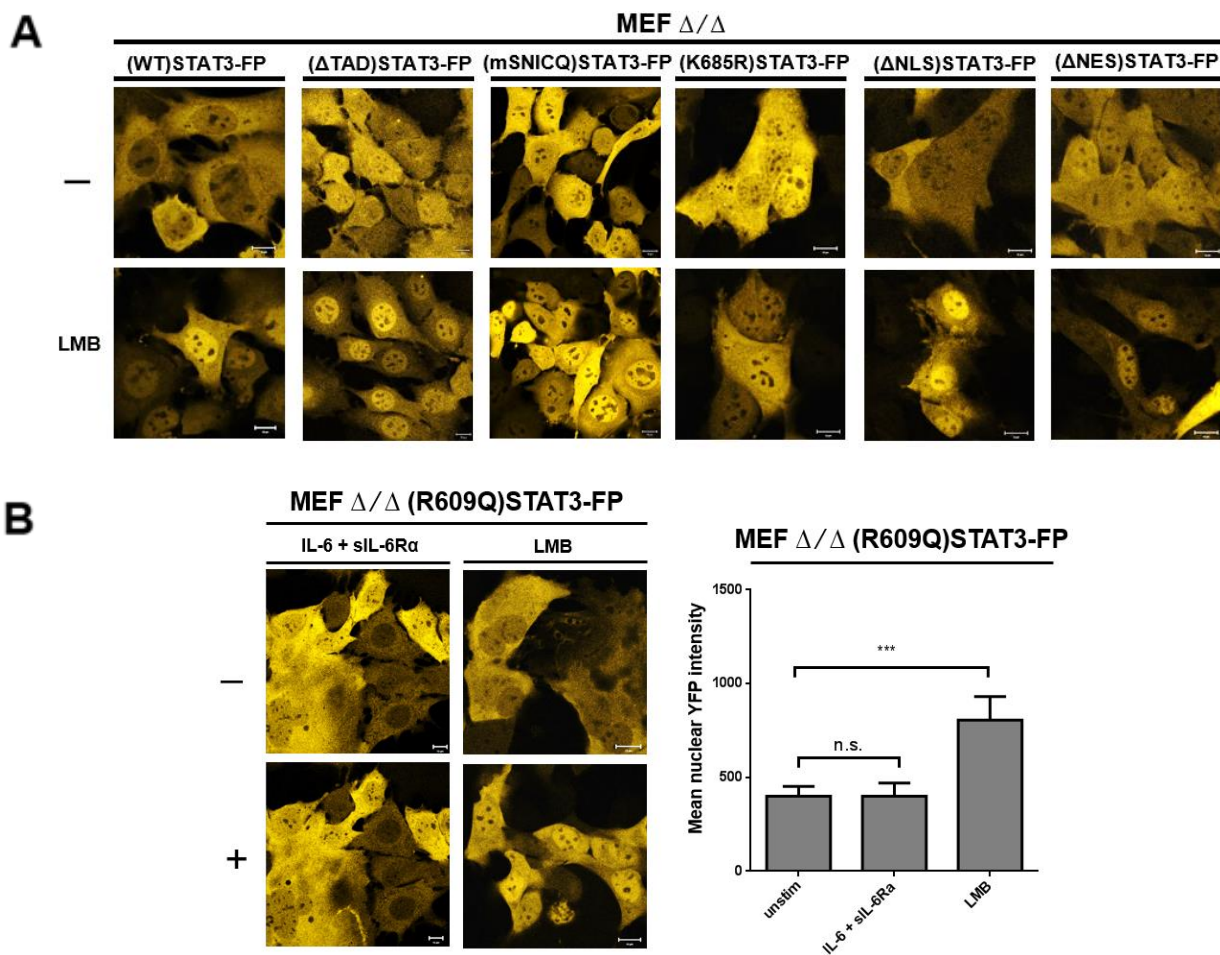 A
MEF Δ/Δ
(WT)STAT3-FP (ΔTAD)STAT3-FP (mSNICQ)STAT3-FP (K685R)STAT3-FP (ΔNLS)STAT3-FP (ΔNES)STAT3-FP
–
LMB
B
MEF Δ/Δ (R609Q)STAT3-FP
IL-6 + sIL-6Rα LMB
–
+
MEF Δ/Δ (R609Q)STAT3-FP
Mean nuclear YFP intensity
1500
1000
500
0
***
n.s.
unstim
IL-6 + sIL-6Ra
LMB